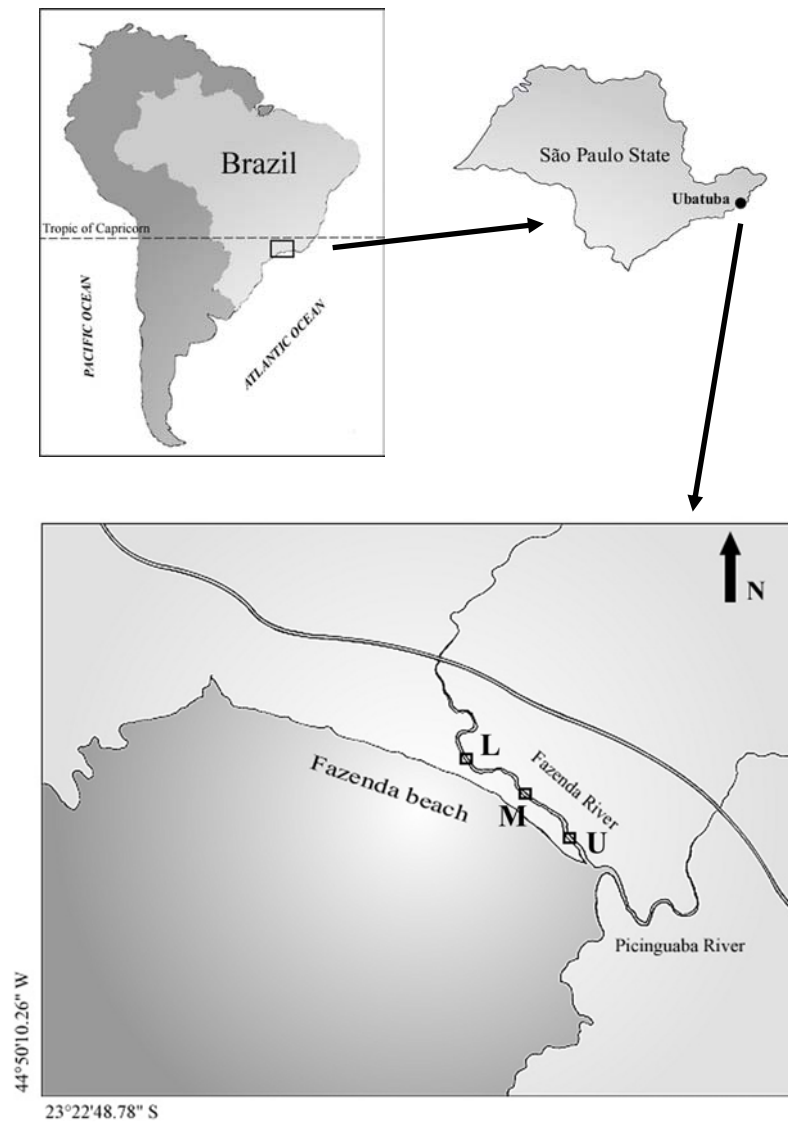 Brazil
Tropic of Capricorn
PACIFIC OCEAN
ATLANTIC OCEAN
São Paulo State
Ubatuba
N
L
Fazenda River
Fazenda beach
M
U
Picinguaba River
44°50'10.26" W
23°22'48.78" S